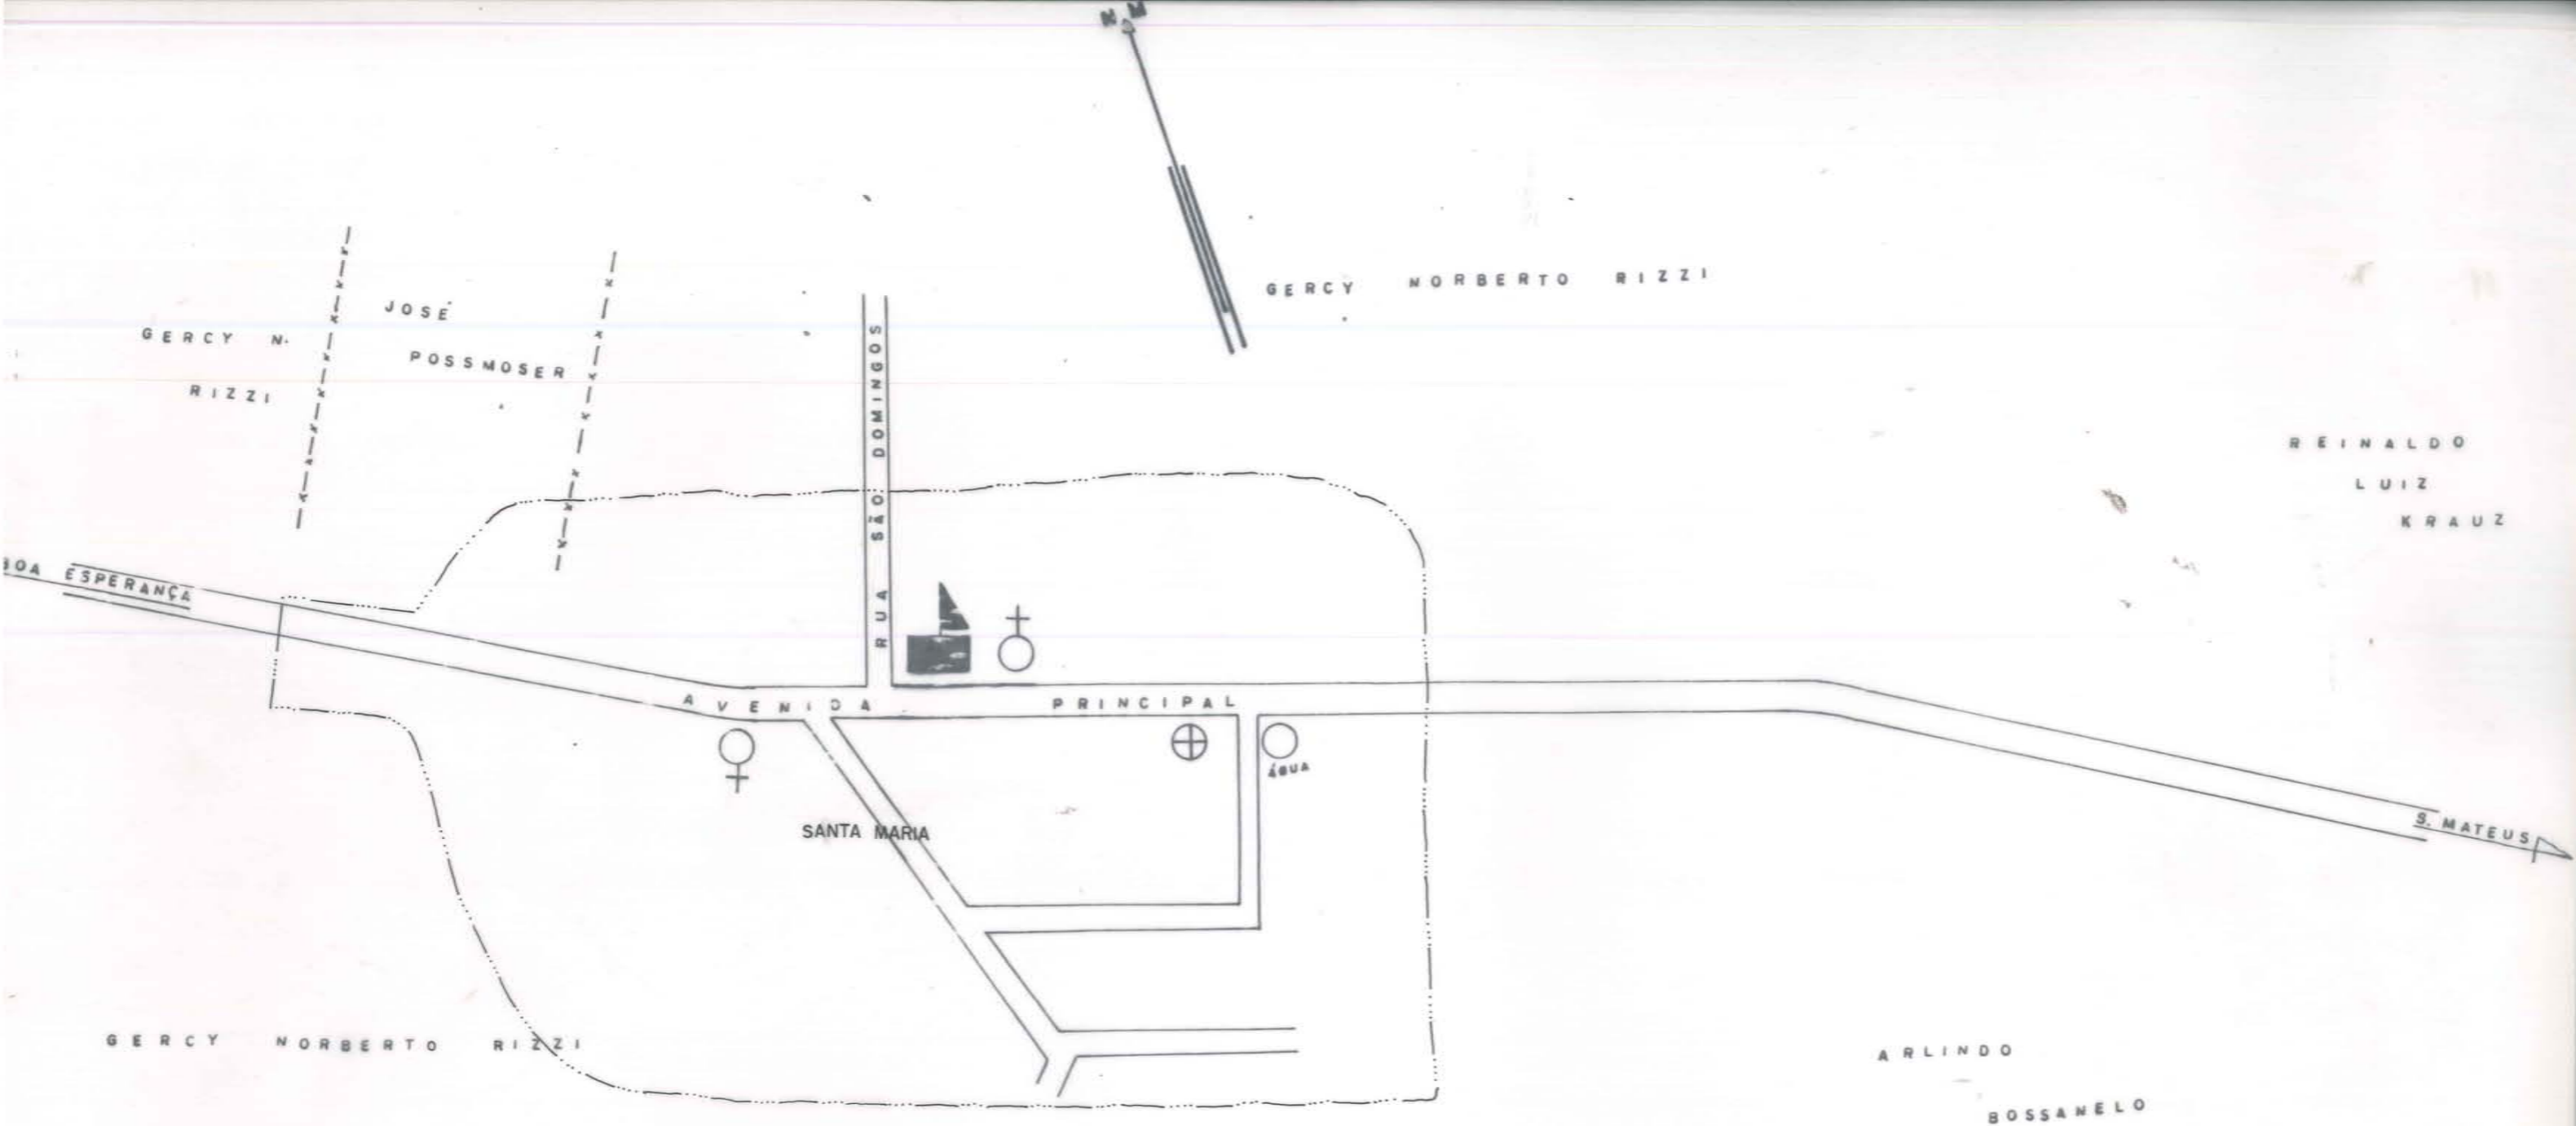 N M
GERCY NORBERTO RIZZI
JOSÉ
POSSMOSER
GERCY N.
RIZZI
RUA SÃO DOMINGOS
REINALDO
LUIZ
KRAUZ
BOA ESPERANÇA
AVENIDA PRINCIPAL
ÁGUA
SANTA MARIA
S. MATEUS
GERCY NORBERTO RIZZI
ARLINDO
BOSSANELO